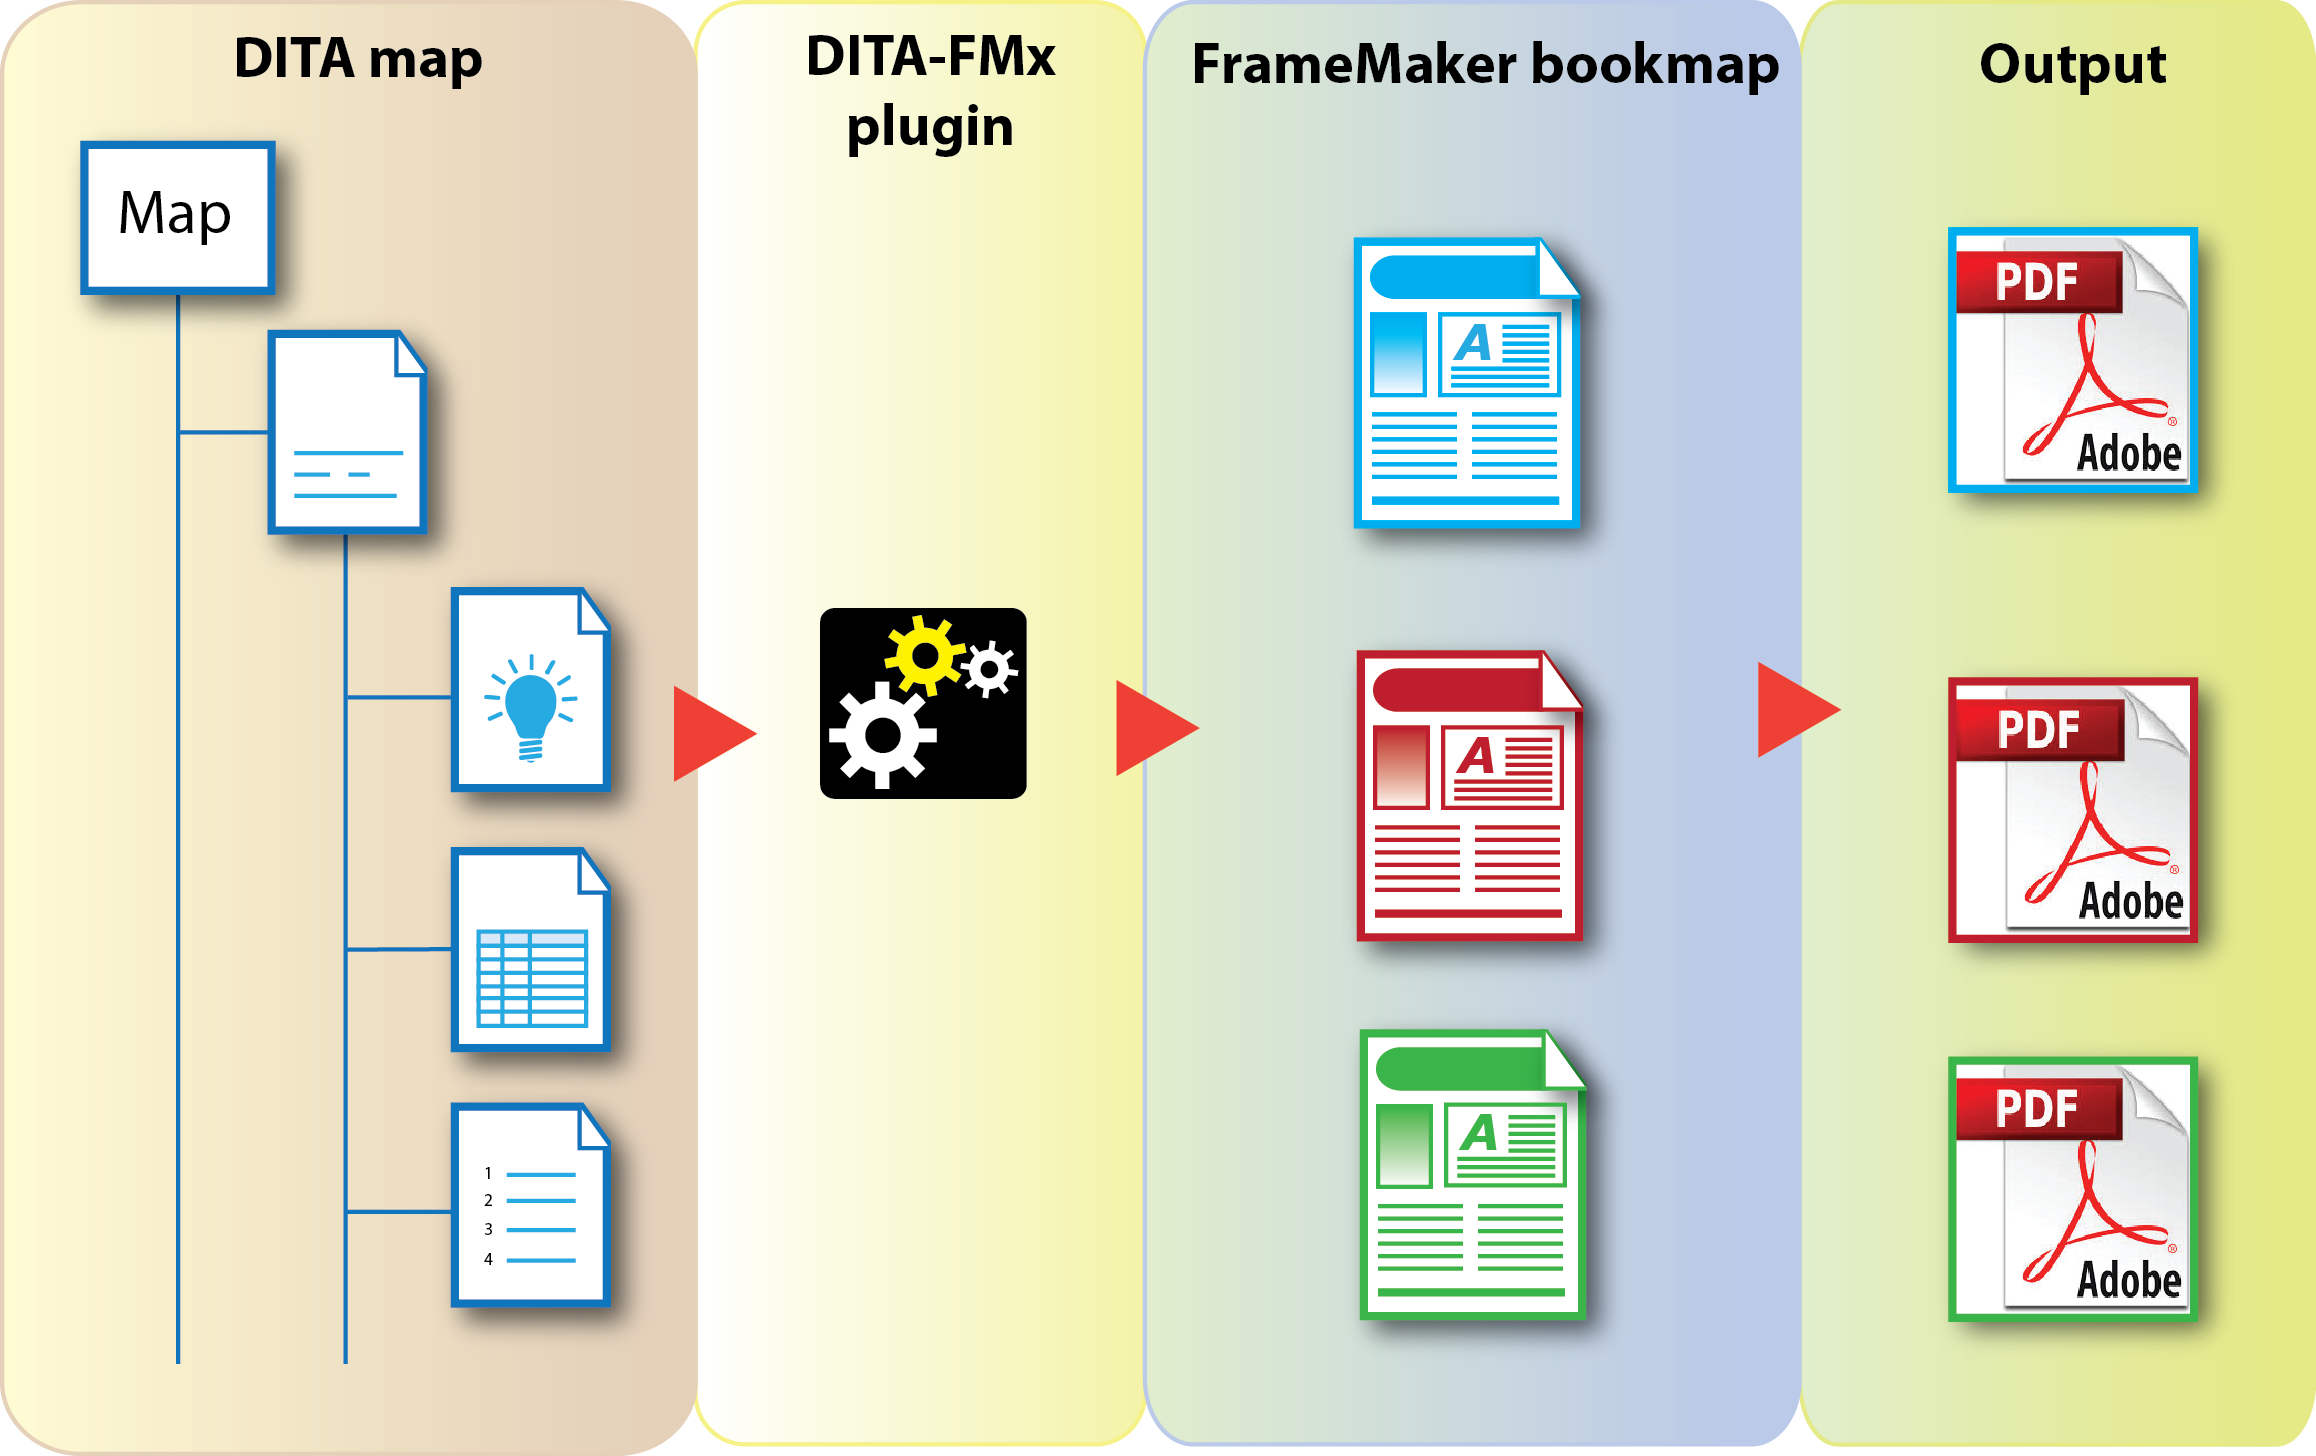 DITA map
DITA-FMx
plugin
FrameMaker bookmap
Output
Map
1
2
3
4
A
A
A
PDF
Adobe
®
PDF
Adobe
®
PDF
Adobe
®